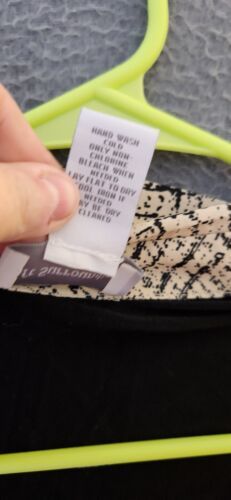 HAND WASH
COLD
ONLY NON-
CHLORINE
BLEACH WHEN
NEEDED
LAY FLAT TO DRY
COOL IRON IF
NEEDED
MAY BE DRY
CLEANED
Surround